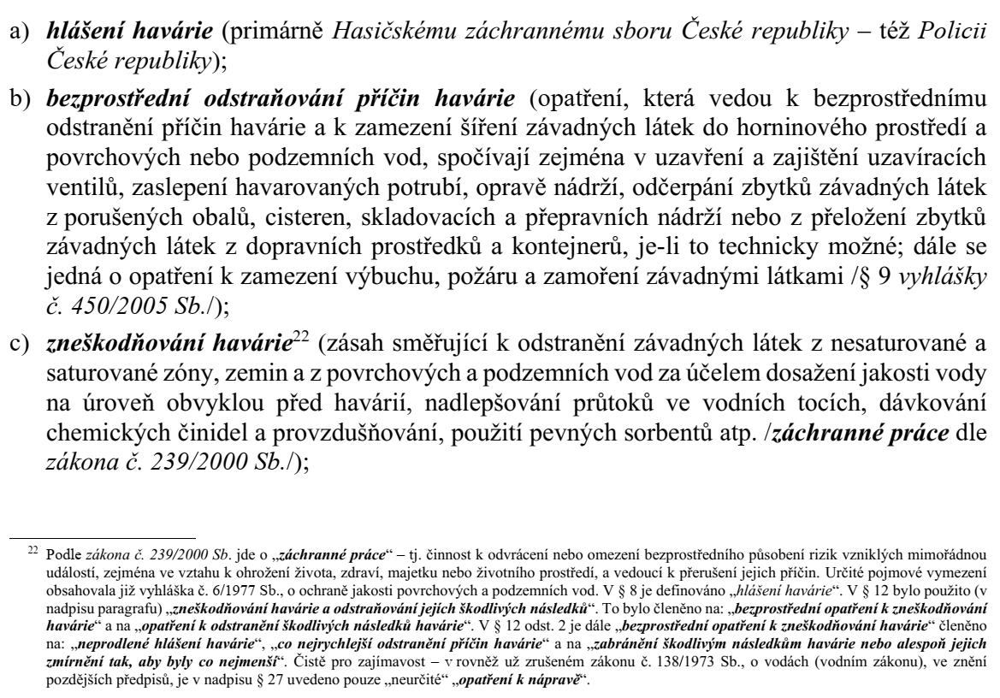 a) hlášení havárie (primárně Hasičskému záchrannému sboru České republiky – též Policii
České republiky);
b) bezprostřední odstraňování příčin havárie (opatření, která vedou k bezprostřednímu
odstranění příčin havárie a k zamezení šíření závadných látek do horninového prostředí a
povrchových nebo podzemních vod, spočívají zejména v uzavření a zajištění uzavíracích
ventilů, zaslepení havarovaných potrubí, opravě nádrží, odčerpání zbytků závadných látek
z porušených obalů, cisteren, skladovacích a přepravních nádrží nebo z přeložení zbytků
závadných látek z dopravních prostředků a kontejnerů, je-li to technicky možné; dále se
jedná o opatření k zamezení výbuchu, požáru a zamoření závadnými látkami /§ 9 vyhlášky
č. 450/2005 Sb./);
c) zneškodňování havárie22 (zásah směřující k odstranění závadných látek z nesaturované a
saturované zóny, zemin a z povrchových a podzemních vod za účelem dosažení jakosti vody
na úroveň obvyklou před havárií, nadlepšování průtoků ve vodních tocích, dávkování
chemických činidel a provzdušňování, použití pevných sorbentů atp. /záchranné práce dle
zákona č. 239/2000 Sb./);
22 Podle zákona č. 239/2000 Sb. jde o „záchranné práce“ – tj. činnost k odvrácení nebo omezení bezprostředního působení rizik vzniklých mimořádnou
událostí, zejména ve vztahu k ohrožení života, zdraví, majetku nebo životního prostředí, a vedoucí k přerušení jejich příčin. Určité pojmové vymezení
obsahovala již vyhláška č. 6/1977 Sb., o ochraně jakosti povrchových a podzemních vod. V § 8 je definováno „hlášení havárie“. V § 12 bylo použito (v
nadpisu paragrafu) „zneškodňování havárie a odstraňování jejích škodlivých následků“. To bylo členěno na: „bezprostřední opatření k zneškodňování
havárie“ a na „opatření k odstranění škodlivých následků havárie“. V § 12 odst. 2 je dále „bezprostřední opatření k zneškodňování havárie“ členěno
na: „neprodlené hlášení havárie“, „co nejrychlejší odstranění příčin havárie“ a na „zabránění škodlivým následkům havárie nebo alespoň jejich
zmírnění tak, aby byly co nejmenší“. Čistě pro zajímavost – v rovněž už zrušeném zákonu č. 138/1973 Sb., o vodách (vodním zákonu), ve znění
pozdějších předpisů, je v nadpisu § 27 uvedeno pouze „neurčité“ „opatření k nápravě“.